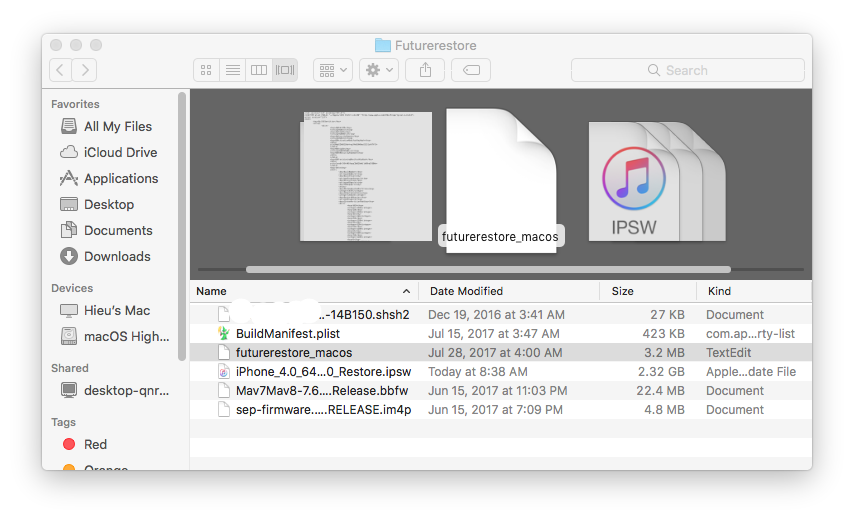 Futurerestore
Search
Favorites
All My Files
iCloud Drive
Applications
Desktop
Documents
Downloads
Devices
Hieu's Mac
macOS High...
Shared
desktop-qnr...
Tags
Red
Orange
futurerestore_macos
IPSW
Name Date Modified Size Kind
...-14B150.shsh2 Dec 19, 2016 at 3:41 AM 27 KB Document
BuildManifest.plist Jul 15, 2017 at 3:47 AM 423 KB com.ap...rty-list
futurerestore_macos Jul 28, 2017 at 4:00 AM 3.2 MB TextEdit
iPhone_4.0_64...0_Restore.ipsw Today at 8:38 AM 2.32 GB Apple...date File
Mav7Mav8-7.6....Release.bbfw Jun 15, 2017 at 11:03 PM 22.4 MB Document
sep-firmware.....RELEASE.im4p Jun 15, 2017 at 7:09 PM 4.8 MB Document